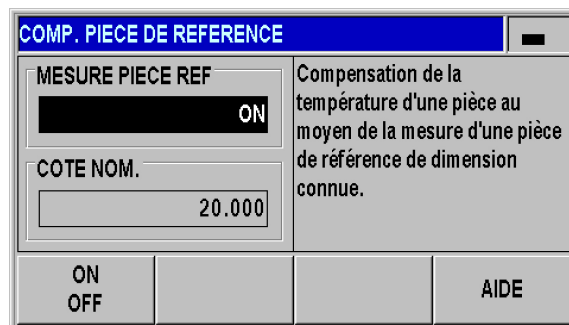 COMP. PIECE DE REFERENCE
MESURE PIECE REF
ON
COTE NOM.
20.000
Compensation de la
température d'une pièce au
moyen de la mesure d'une pièce
de référence de dimension
connue.
ON
OFF
AIDE